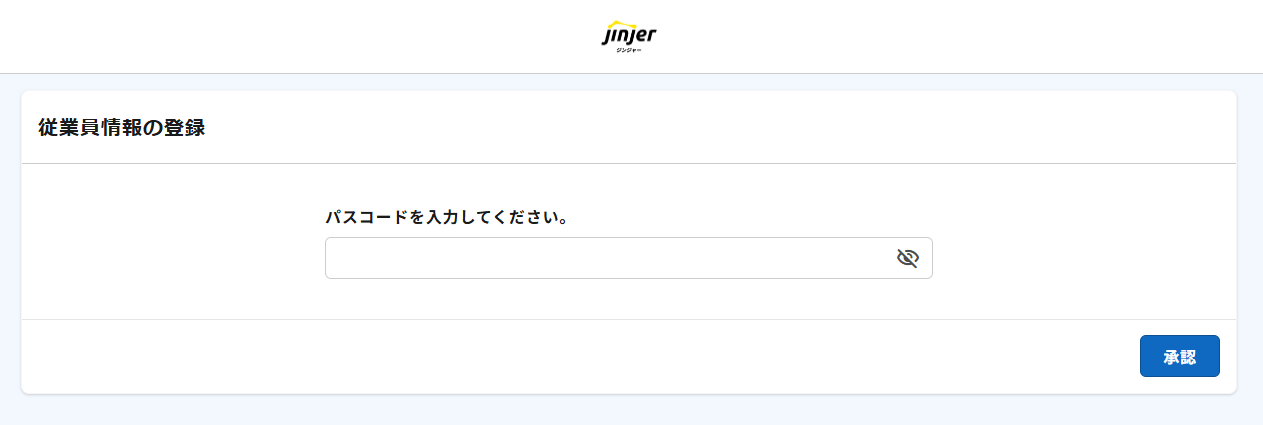 jinjer
ジンジャー
従業員情報の登録
パスコードを入力してください。
承認